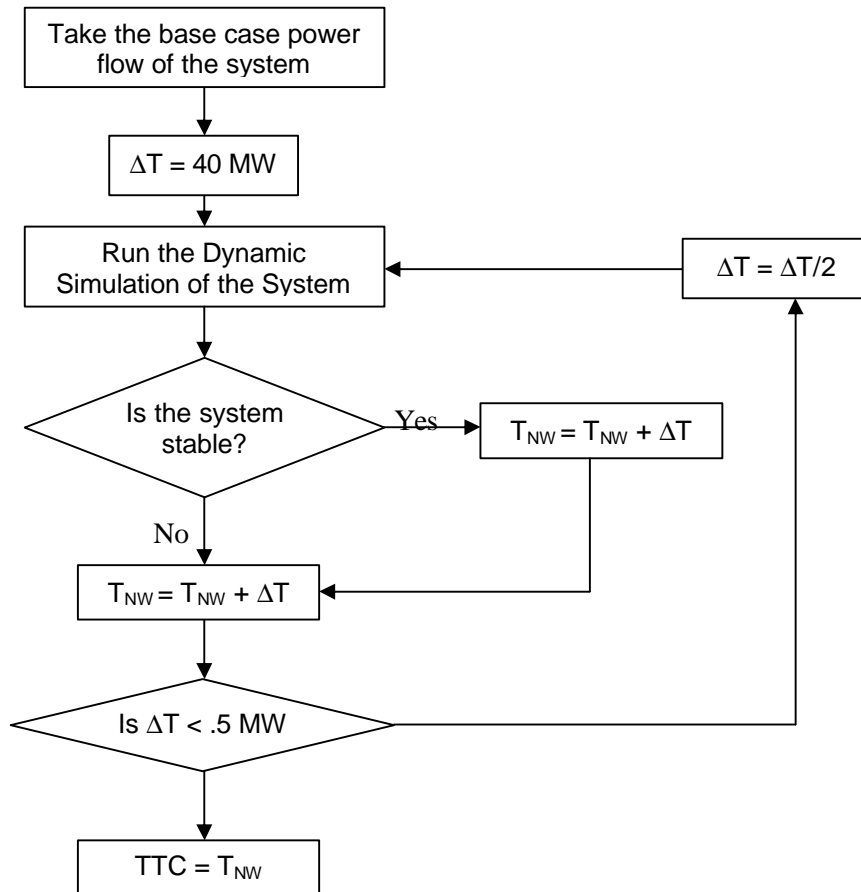 Take the base case power
flow of the system
ΔT = 40 MW
Run the Dynamic
Simulation of the System
ΔT = ΔT/2
Is the system
stable?
Yes
T_NW = T_NW + ΔT
No
T_NW = T_NW + ΔT
Is ΔT < .5 MW
TTC = T_NW